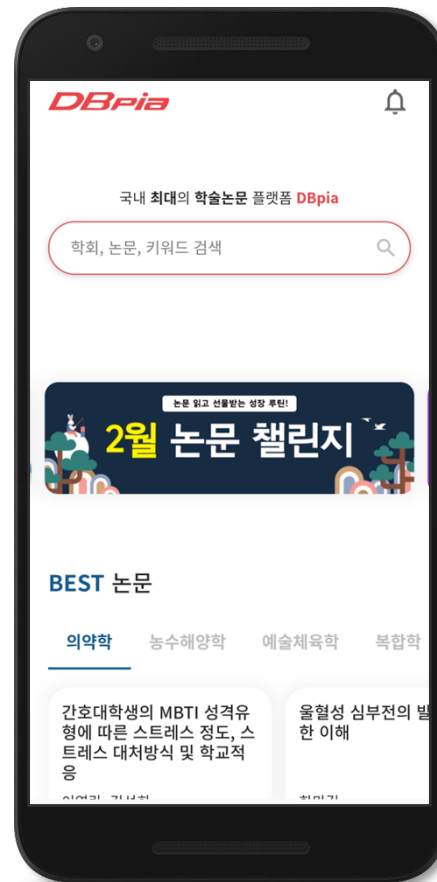 DBpia
국내 최대의 학술논문 플랫폼 DBpia
학회, 논문, 키워드 검색
논문 읽고 선물받는 성장 루틴!
2월 논문 챌린지
BEST 논문
의약학 농수해양학 예술체육학 복합학
간호대학생의 MBTI 성격유
형에 따른 스트레스 정도, 스
트레스 대처방식 및 학교적
응
울혈성 심부전의
한 이해